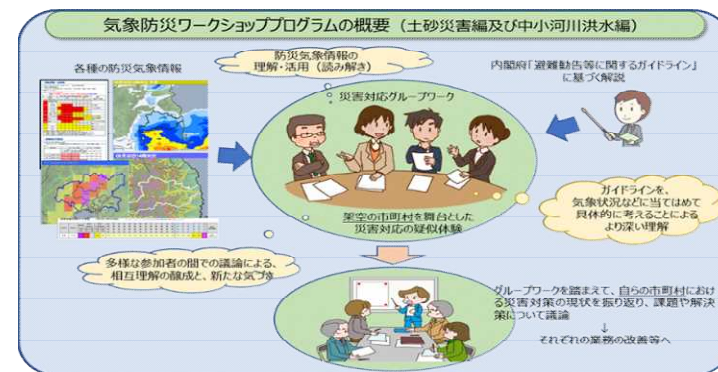 気象防災ワークショッププログラムの概要（土砂災害編及び中小河川洪水編）
各種の防災気象情報
防災気象情報の
理解・活用（読み解き）
内閣府「避難勧告等に関するガイドライン」
に基づく解説
災害対応グループワーク
架空の市町村を舞台とした
災害対応の疑似体験
ガイドラインを、
気象状況などに当てはめて
具体的に考えることによる
より深い理解
多様な参加者の間での議論による、
相互理解の醸成と、新たな気づき
グループワークを踏まえて、自らの市町村におけ
る災害対策の現状を振り返り、課題や解決
策について議論
↓
それぞれの業務の改善等へ